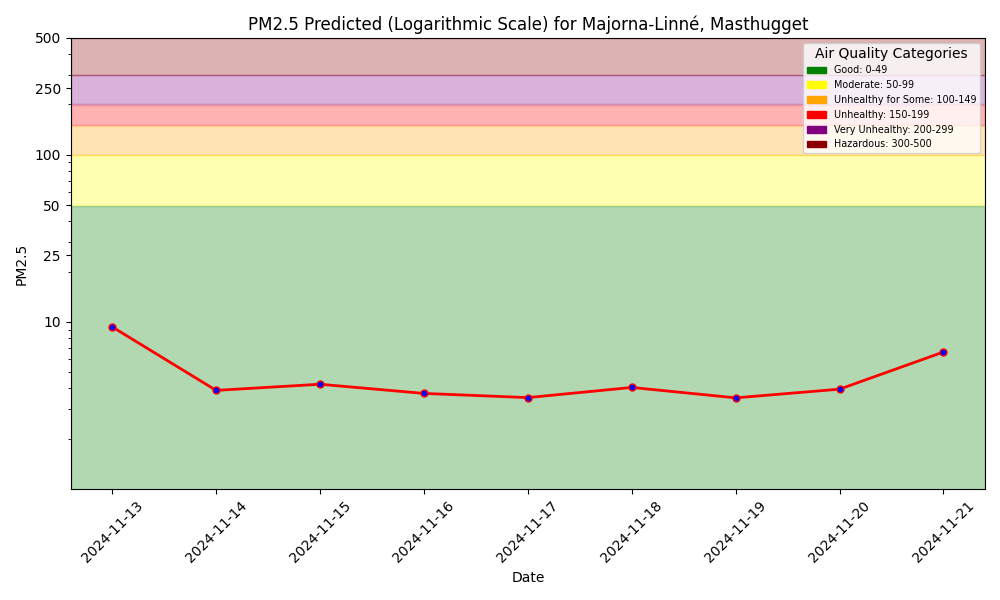 PM2.5 Predicted (Logarithmic Scale) for Majorna-Linné, Masthugget
500
250
100
50
25
10
PM2.5
Air Quality Categories
Good: 0-49
Moderate: 50-99
Unhealthy for Some: 100-149
Unhealthy: 150-199
Very Unhealthy: 200-299
Hazardous: 300-500
2024-11-13
2024-11-14
2024-11-15
2024-11-16
2024-11-17
2024-11-18
2024-11-19
2024-11-20
2024-11-21
Date